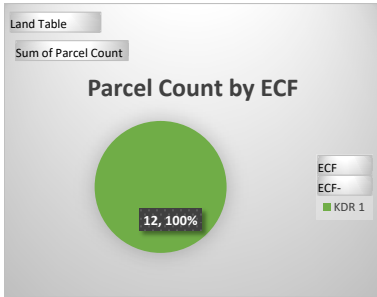 Land Table
Sum of Parcel Count
Parcel Count by ECF
12, 100%
ECF
ECF-
KDR 1